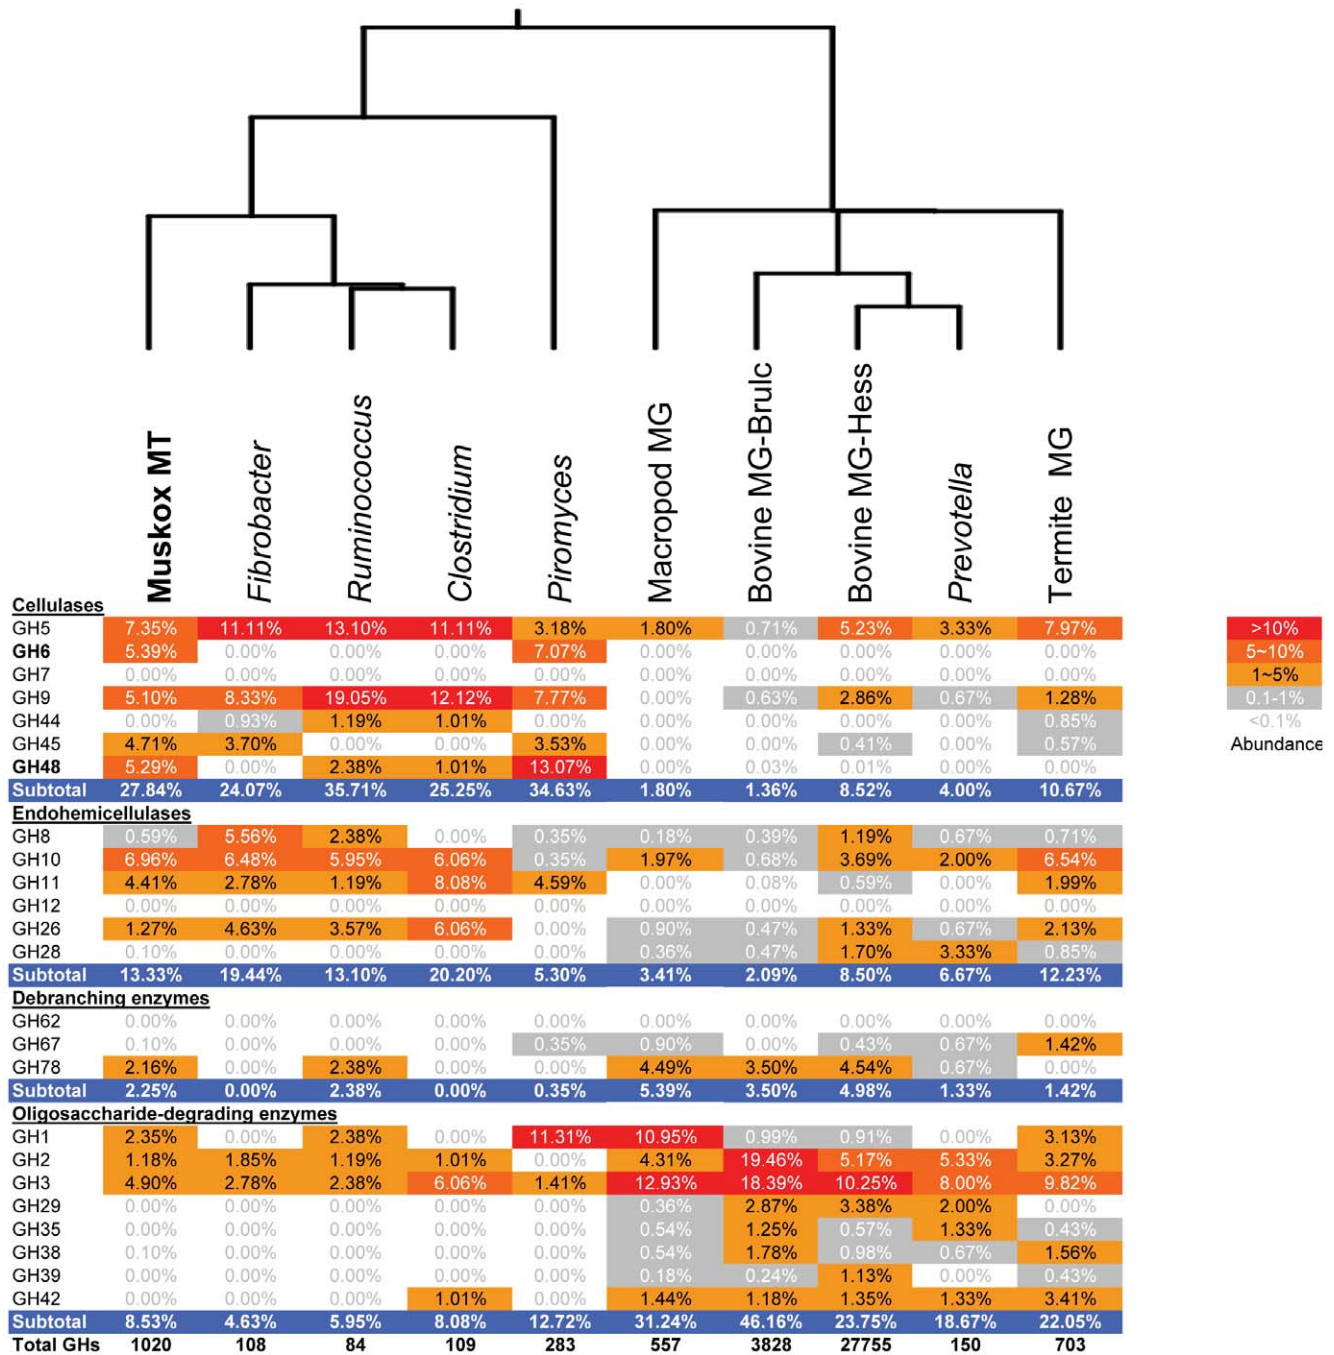 Muskox MT Fibrobacter Ruminococcus Clostridium Piromyces Macropod MG Bovine MG-Brulc Bovine MG-Hess Prevotella Termite MG
Cellulases
GH5 7.35% 11.11% 13.10% 11.11% 3.18% 1.80% 0.71% 5.23% 3.33% 7.97% >10%
GH6 5.39% 0.00% 0.00% 0.00% 7.07% 0.00% 0.00% 0.00% 0.00% 0.00% 5~10%
GH7 0.00% 0.00% 0.00% 0.00% 0.00% 0.00% 0.00% 0.00% 0.00% 0.00% 1~5%
GH9 5.10% 8.33% 19.05% 12.12% 7.77% 0.00% 0.63% 2.86% 0.67% 1.28% 0.1-1%
GH44 0.00% 0.93% 1.19% 1.01% 0.00% 0.00% 0.00% 0.00% 0.00% 0.85% <0.1%
GH45 4.71% 3.70% 0.00% 0.00% 3.53% 0.00% 0.00% 0.41% 0.00% 0.57% Abundance
GH48 5.29% 0.00% 2.38% 1.01% 13.07% 0.00% 0.03% 0.01% 0.00% 0.00%
Subtotal 27.84% 24.07% 35.71% 25.25% 34.63% 1.80% 1.36% 8.52% 4.00% 10.67%
Endohemicellulases
GH8 0.59% 5.56% 2.38% 0.00% 0.35% 0.18% 0.39% 1.19% 0.67% 0.71%
GH10 6.96% 6.48% 5.95% 6.06% 0.35% 1.97% 0.68% 3.69% 2.00% 6.54%
GH11 4.41% 2.78% 1.19% 8.08% 4.59% 0.00% 0.08% 0.59% 0.00% 1.99%
GH12 0.00% 0.00% 0.00% 0.00% 0.00% 0.00% 0.00% 0.00% 0.00% 0.00%
GH26 1.27% 4.63% 3.57% 6.06% 0.00% 0.90% 0.47% 1.33% 0.67% 2.13%
GH28 0.10% 0.00% 0.00% 0.00% 0.00% 0.36% 0.47% 1.70% 3.33% 0.85%
Subtotal 13.33% 19.44% 13.10% 20.20% 5.30% 3.41% 2.09% 8.50% 6.67% 12.23%
Debranching enzymes
GH62 0.00% 0.00% 0.00% 0.00% 0.00% 0.00% 0.00% 0.00% 0.00% 0.00%
GH67 0.10% 0.00% 0.00% 0.00% 0.35% 0.90% 0.00% 0.43% 0.67% 1.42%
GH78 2.16% 0.00% 2.38% 0.00% 0.00% 4.49% 3.50% 4.54% 0.67% 0.00%
Subtotal 2.25% 0.00% 2.38% 0.00% 0.35% 5.39% 3.50% 4.98% 1.33% 1.42%
Oligosaccharide-degrading enzymes
GH1 2.35% 0.00% 2.38% 0.00% 11.31% 10.95% 0.99% 0.91% 0.00% 3.13%
GH2 1.18% 1.85% 1.19% 1.01% 0.00% 4.31% 19.46% 5.17% 5.33% 3.27%
GH3 4.90% 2.78% 2.38% 6.06% 1.41% 12.93% 18.39% 10.25% 8.00% 9.82%
GH29 0.00% 0.00% 0.00% 0.00% 0.00% 0.36% 2.87% 3.38% 2.00% 0.00%
GH35 0.00% 0.00% 0.00% 0.00% 0.00% 0.54% 1.25% 0.57% 1.33% 0.43%
GH38 0.10% 0.00% 0.00% 0.00% 0.00% 0.54% 1.78% 0.98% 0.67% 1.56%
GH39 0.00% 0.00% 0.00% 0.00% 0.00% 0.18% 0.24% 1.13% 0.00% 0.43%
GH42 0.00% 0.00% 0.00% 1.01% 0.00% 1.44% 1.18% 1.35% 1.33% 3.41%
Subtotal 8.53% 4.63% 5.95% 8.08% 12.72% 31.24% 46.16% 23.75% 18.67% 22.05%
Total GHs 1020 108 84 109 283 557 3828 27755 150 703